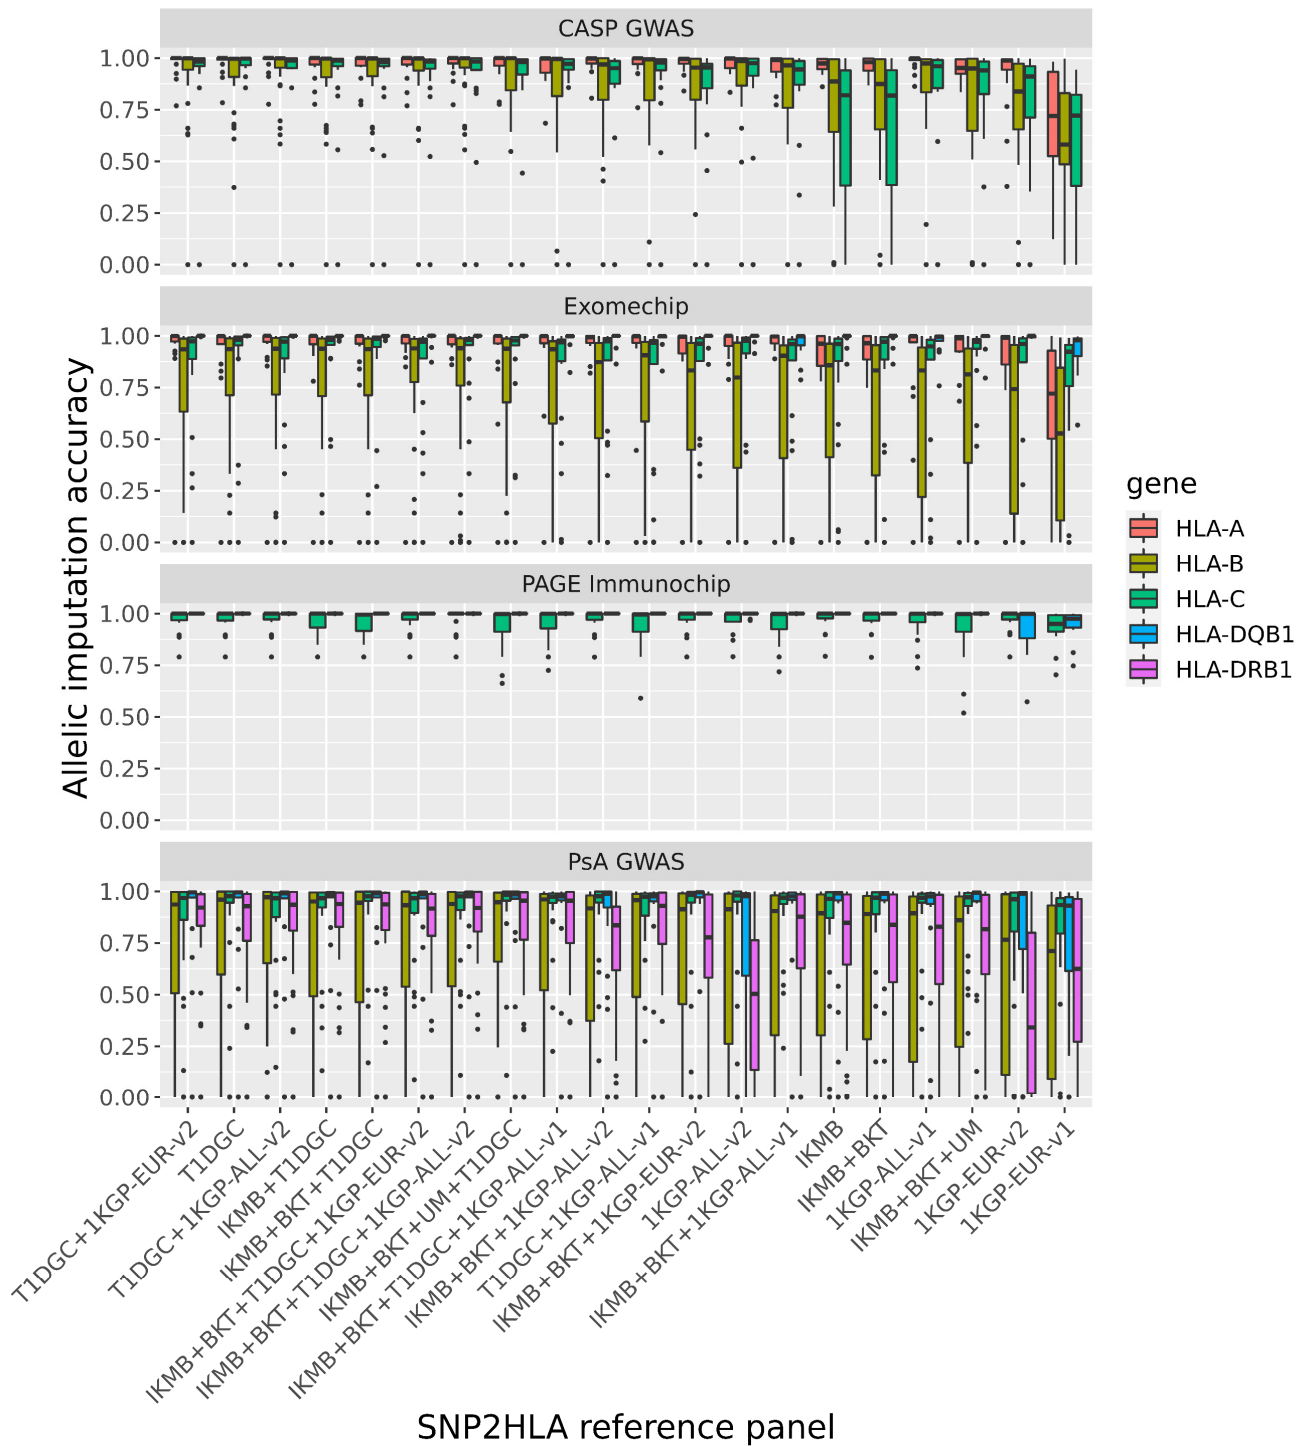 CASP GWAS
1.00
0.75
0.50
0.25
0.00
Exomechip
1.00
0.75
0.50
0.25
0.00
PAGE Immunochip
1.00
0.75
0.50
0.25
0.00
PsA GWAS
1.00
0.75
0.50
0.25
0.00
Allelic imputation accuracy
gene
HLA-A
HLA-B
HLA-C
HLA-DQB1
HLA-DRB1
T1DGC+1KGP-EUR-v2
T1DGC
T1DGC+1KGP-ALL-v2
IKMB+T1DGC
IKMB+BKT+T1DGC
IKMB+BKT+T1DGC+1KGP-EUR-v2
IKMB+BKT+T1DGC+1KGP-ALL-v2
IKMB+BKT+UM+T1DGC
IKMB+BKT+T1DGC+1KGP-ALL-v1
IKMB+BKT+1KGP-ALL-v2
T1DGC+1KGP-ALL-v1
IKMB+BKT+1KGP-EUR-v2
1KGP-ALL-v2
IKMB+BKT+1KGP-ALL-v1
IKMB
IKMB+BKT
1KGP-ALL-v1
IKMB+BKT+UM
1KGP-EUR-v2
1KGP-EUR-v1
SNP2HLA reference panel